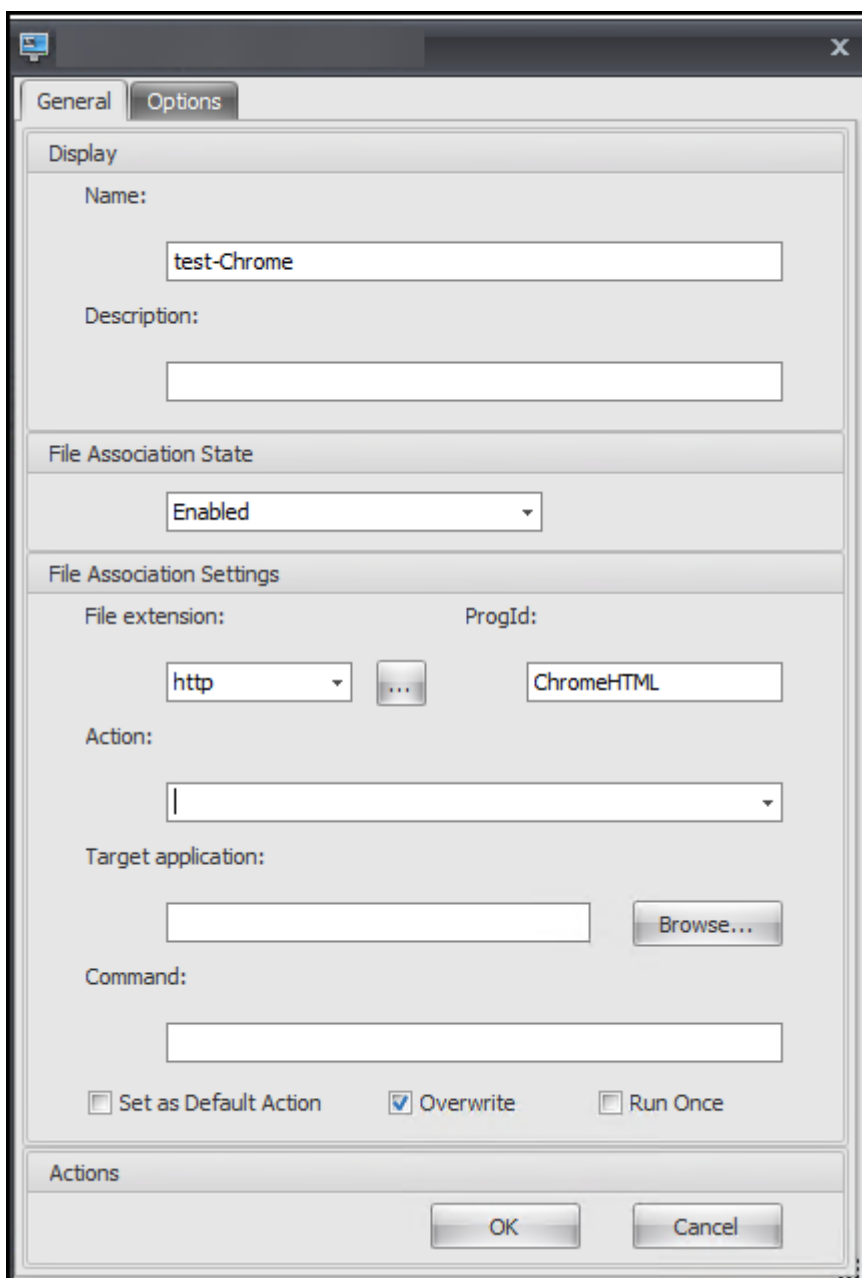 General Options
Display
Name:
test-Chrome
Description:
File Association State
Enabled
File Association Settings
File extension: ProgId:
http ... ChromeHTML
Action:
Target application:
Browse...
Command:
Set as Default Action Overwrite Run Once
Actions
OK Cancel